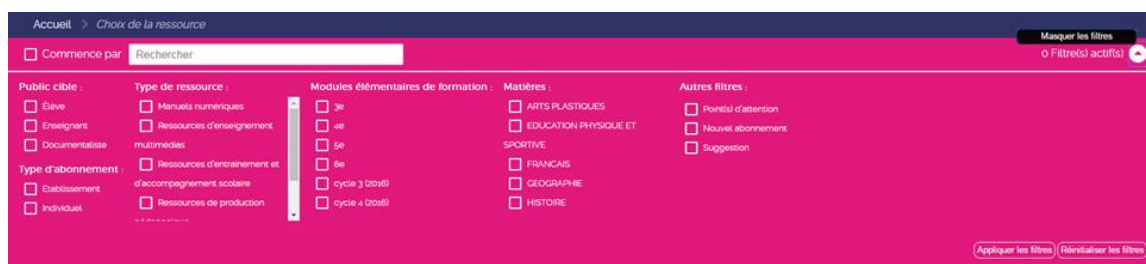 Accueil > Choix de la ressource
Masquer les filtres
Commence par Rechercher
0 Filtre(s) actif(s)
Public cible :
Élève
Enseignant
Documentaliste
Type d'abonnement :
Etablissement
Individuel
Type de ressource :
Manuels numériques
Ressources d'enseignement
multimédias
Ressources d'entrainement et
d'accompagnement scolaire
Ressources de production
Modules élémentaires de formation :
3e
4e
5e
6e
cycle 3 (2016)
cycle 4 (2016)
Matières :
ARTS PLASTIQUES
EDUCATION PHYSIQUE ET
SPORTIVE
FRANCAIS
GEOGRAPHIE
HISTOIRE
Autres filtres :
Point(s) d'attention
Nouvel abonnement
Suggestion
Appliquer les filtres Réinitialiser les filtres